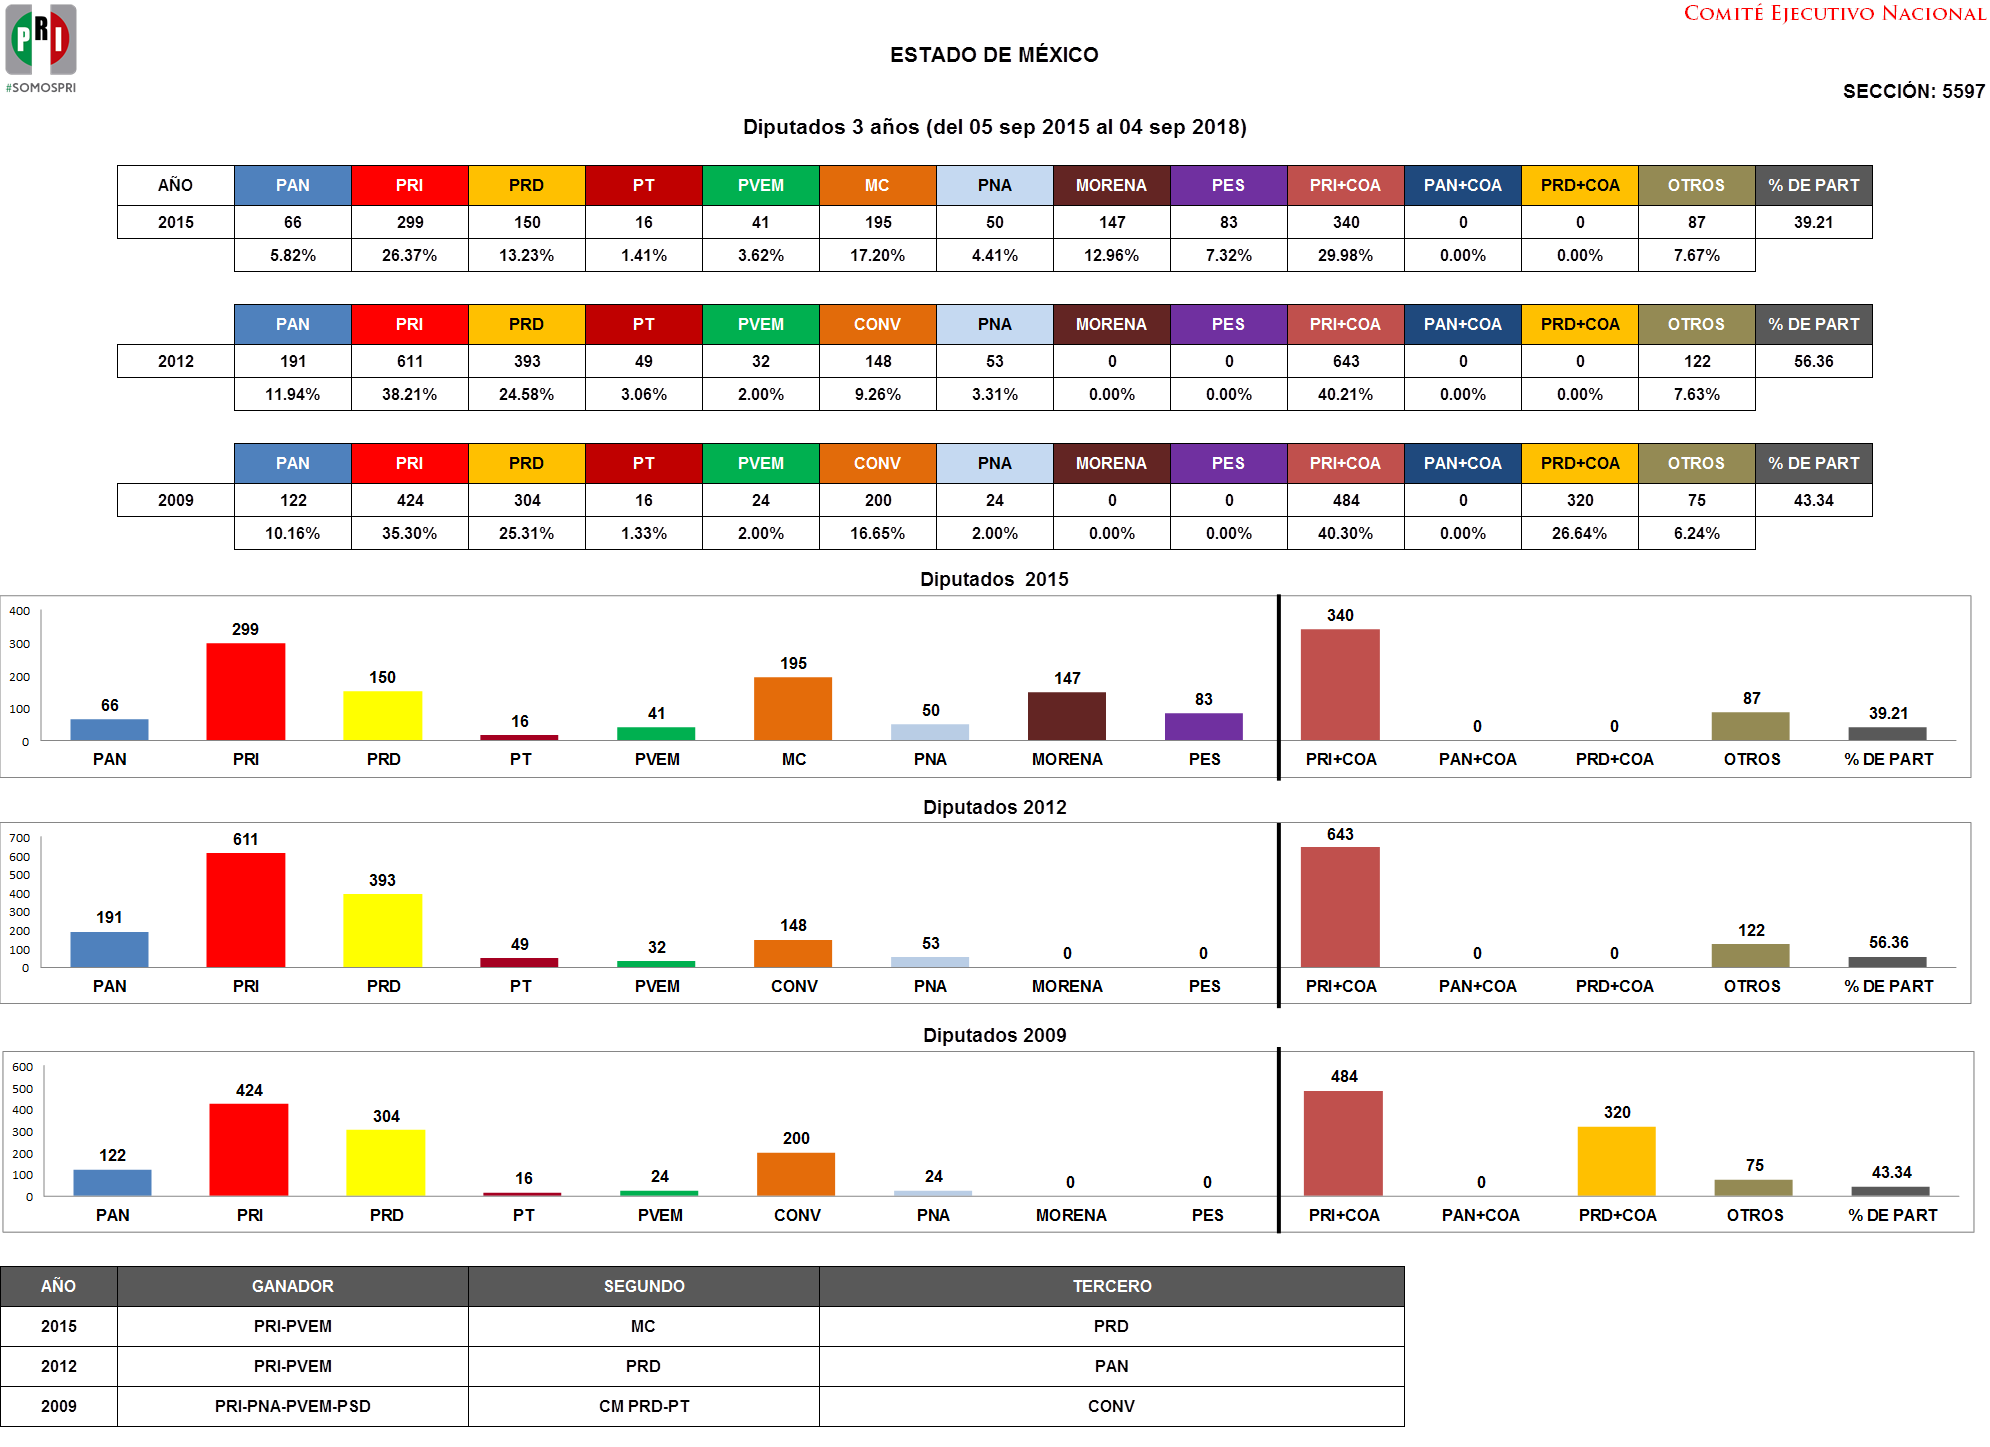 PRI
#SOMOSPRI
COMITÉ EJECUTIVO NACIONAL
ESTADO DE MÉXICO
SECCIÓN: 5597
Diputados 3 años (del 05 sep 2015 al 04 sep 2018)
AÑO PAN PRI PRD PT PVEM MC PNA MORENA PES PRI+COA PAN+COA PRD+COA OTROS % DE PART
2015 66 299 150 16 41 195 50 147 83 340 0 0 87 39.21
5.82% 26.37% 13.23% 1.41% 3.62% 17.20% 4.41% 12.96% 7.32% 29.98% 0.00% 0.00% 7.67%
PAN PRI PRD PT PVEM CONV PNA MORENA PES PRI+COA PAN+COA PRD+COA OTROS % DE PART
2012 191 611 393 49 32 148 53 0 0 643 0 0 122 56.36
11.94% 38.21% 24.58% 3.06% 2.00% 9.26% 3.31% 0.00% 0.00% 40.21% 0.00% 0.00% 7.63%
PAN PRI PRD PT PVEM CONV PNA MORENA PES PRI+COA PAN+COA PRD+COA OTROS % DE PART
2009 122 424 304 16 24 200 24 0 0 484 0 320 75 43.34
10.16% 35.30% 25.31% 1.33% 2.00% 16.65% 2.00% 0.00% 0.00% 40.30% 0.00% 26.64% 6.24%
Diputados 2015
400
300
200
100
0
66 299 150 16 41 195 50 147 83 340 0 0 87 39.21
PAN PRI PRD PT PVEM MC PNA MORENA PES PRI+COA PAN+COA PRD+COA OTROS % DE PART
Diputados 2012
700
600
500
400
300
200
100
0
191 611 393 49 32 148 53 0 0 643 0 0 122 56.36
PAN PRI PRD PT PVEM CONV PNA MORENA PES PRI+COA PAN+COA PRD+COA OTROS % DE PART
Diputados 2009
600
500
400
300
200
100
0
122 424 304 16 24 200 24 0 0 484 0 320 75 43.34
PAN PRI PRD PT PVEM CONV PNA MORENA PES PRI+COA PAN+COA PRD+COA OTROS % DE PART
AÑO GANADOR SEGUNDO TERCERO
2015 PRI-PVEM MC PRD
2012 PRI-PVEM PRD PAN
2009 PRI-PNA-PVEM-PSD CM PRD-PT CONV